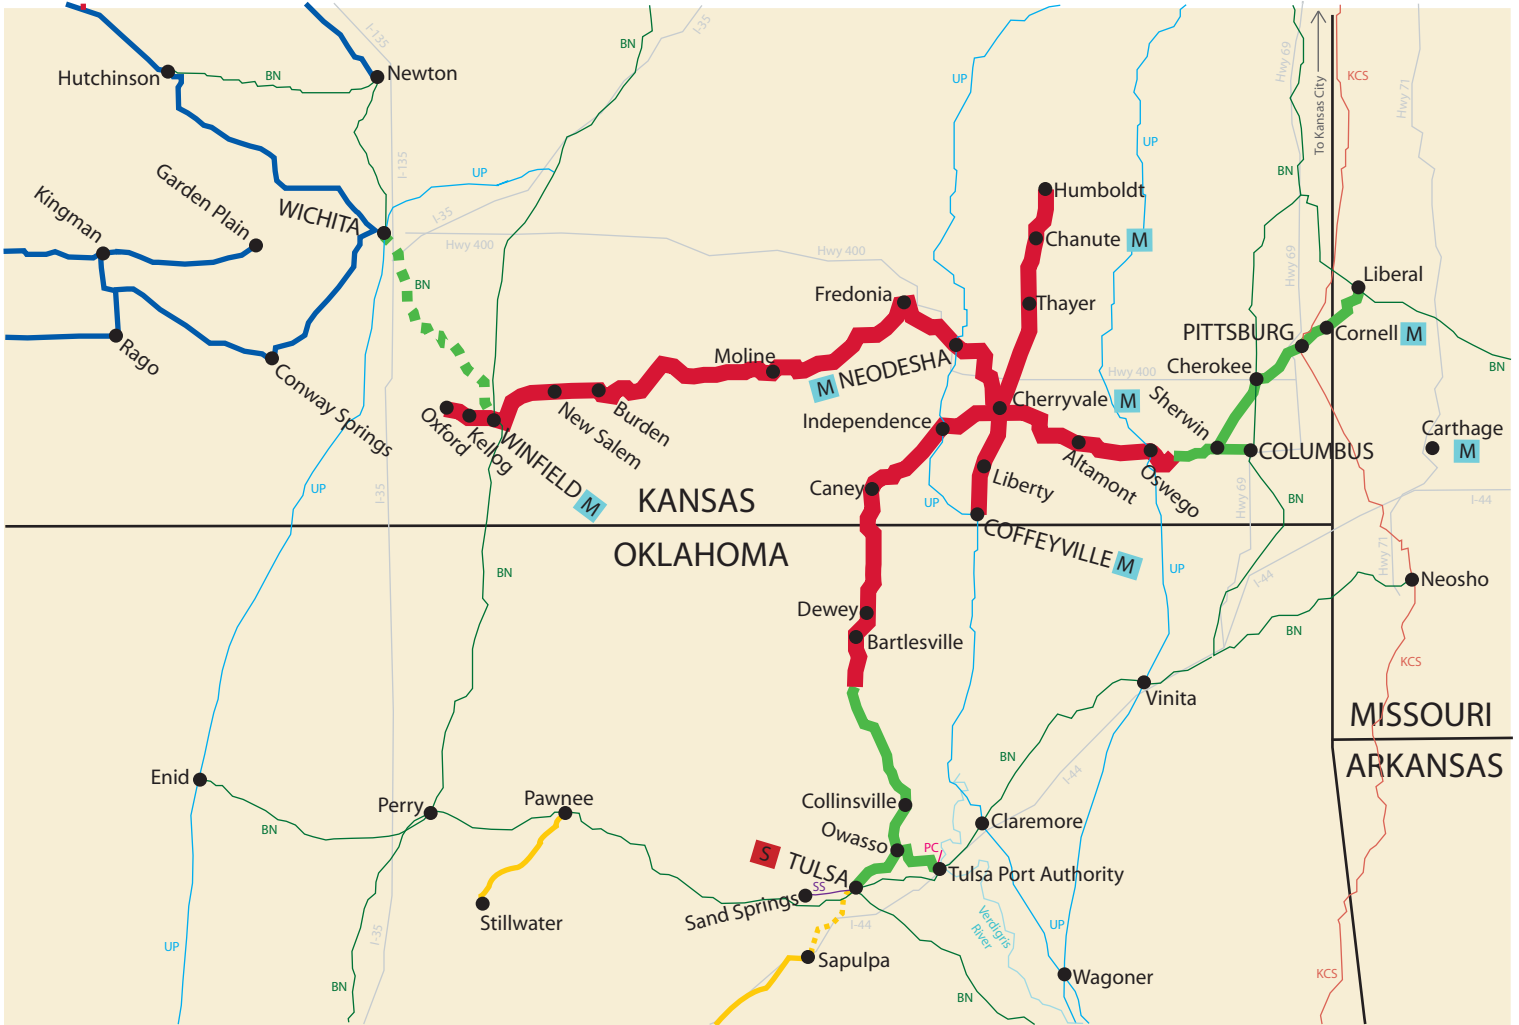 BN
I-135
I-35
Hwy 69
To Kansas City
KCS
Hwy 71
Hutchinson
BN
Newton
UP
UP
I-135
BN
Garden Plain
Kingman
WICHITA
UP
I-35
Hwy 400
Hwy 400
Humboldt
Chanute M
Hwy 69
Liberal
BN
Fredonia
Thayer
Rago
Conway Springs
Moline
M NEODESHA
PITTSBURG
Cornell M
Cherokee
Hwy 400
BN
Oxford
Kellog
WINFIELD M
New Salem
Burden
Independence
Cherryvale M
Sherwin
COLUMBUS
Carthage
M
Altamont
Oswego
Liberty
Caney
UP
I-35
KANSAS
UP
Hwy 69
BN
I-44
COFFEYVILLE M
OKLAHOMA
BN
UP
I-44
Hwy 71
Neosho
Dewey
Bartlesville
BN
KCS
Vinita
MISSOURI
ARKANSAS
BN
I-44
Enid
Perry
Pawnee
Collinsville
BN
Owasso
Claremore
PC
S TULSA
Tulsa Port Authority
SS
Sand Springs
Stillwater
I-44
Verdigris
River
UP
I-35
UP
Sapulpa
Wagoner
KCS
BN
BN